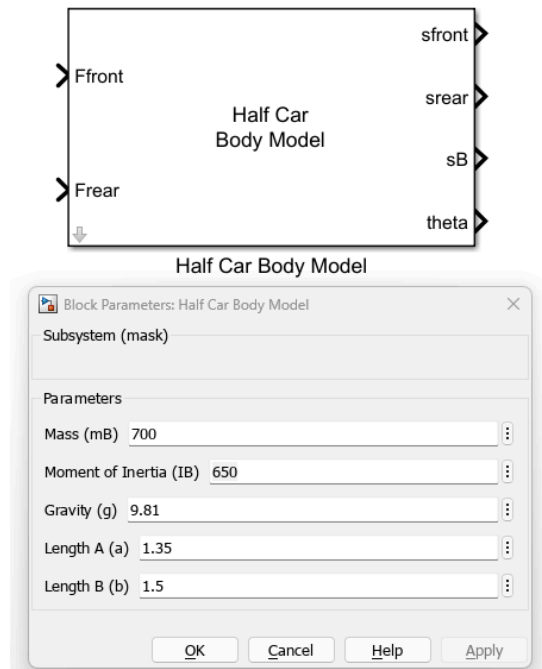 sfront
Ffront
srear
Half Car
Body Model
sB
Frear
theta
Half Car Body Model
Block Parameters: Half Car Body Model
Subsystem (mask)
Parameters
Mass (mB) 700
Moment of Inertia (IB) 650
Gravity (g) 9.81
Length A (a) 1.35
Length B (b) 1.5
OK Cancel Help Apply